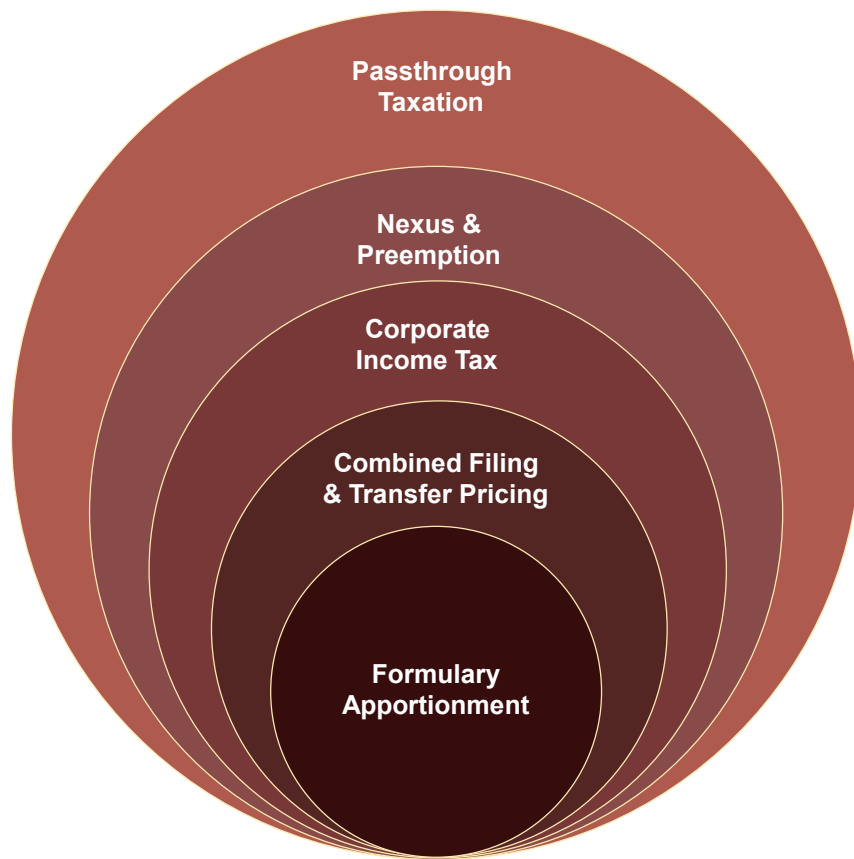 Passthrough
Taxation
Nexus &
Preemption
Corporate
Income Tax
Combined Filing
& Transfer Pricing
Formulary
Apportionment